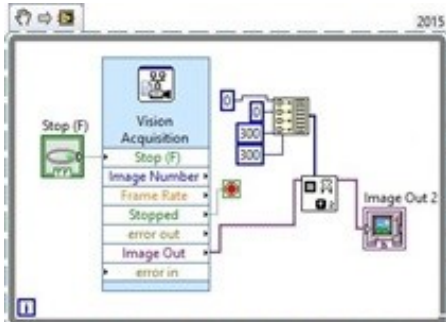 2015
Stop (F)
Vision
Acquisition
Stop (F)
Image Number
Frame Rate
Stopped
error out
Image Out
error in
0
0
300
300
Image Out 2
i